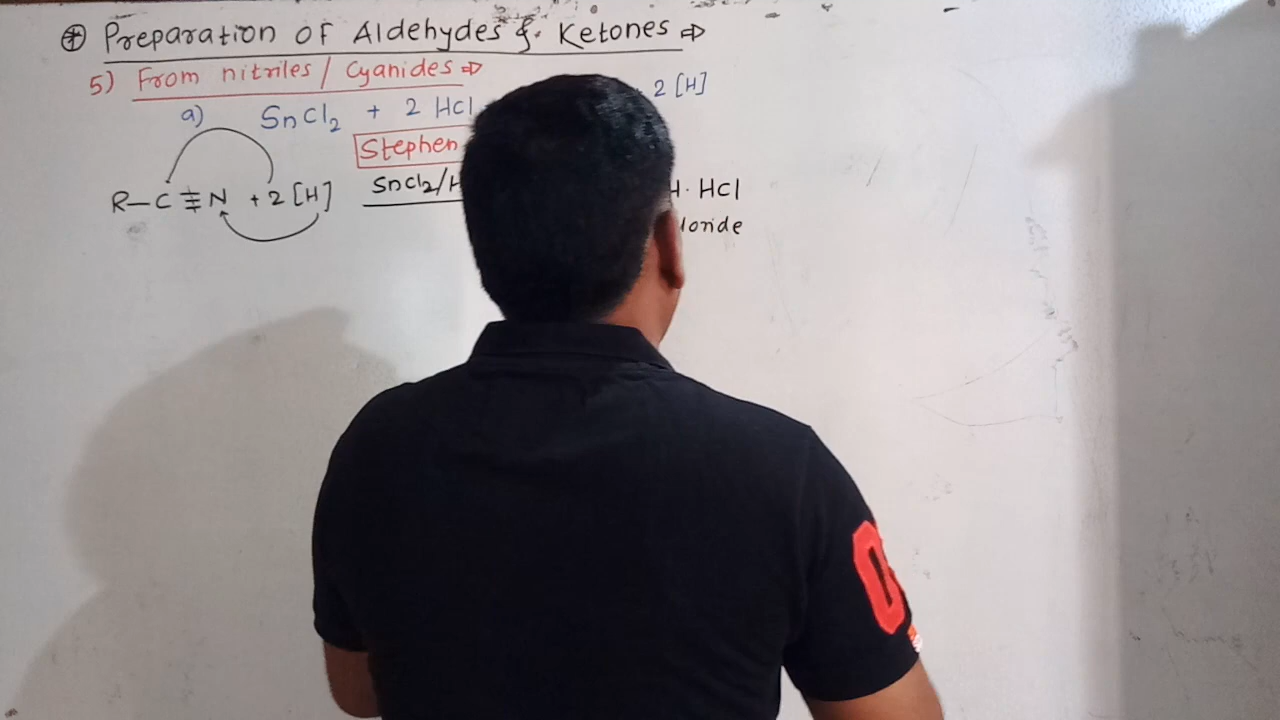 ⊕ Preparation of Aldehydes & Ketones ⇒
5) From nitriles / Cyanides ⇒
a) SnCl₂ + 2 HCl 2 [H]
Stephen
R–C≡N + 2 [H] SnCl₂/H H·HCl
loride